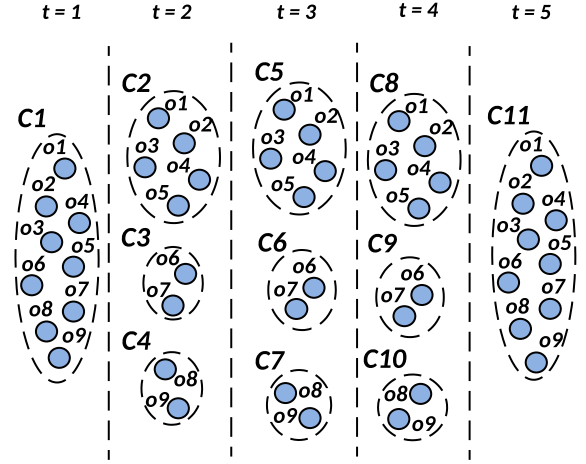 t = 1
t = 2
t = 3
t = 4
t = 5
C1
o1
o2
o4
o3
o5
o6
o7
o8
o9
C2
o1
o2
o3
o4
o5
C3
o6
o7
C4
o8
o9
C5
o1
o2
o3
o4
o5
C6
o6
o7
C7
o8
o9
C8
o1
o2
o3
o4
o5
C9
o6
o7
C10
o8
o9
C11
o1
o2
o4
o3
o5
o6
o7
o8
o9